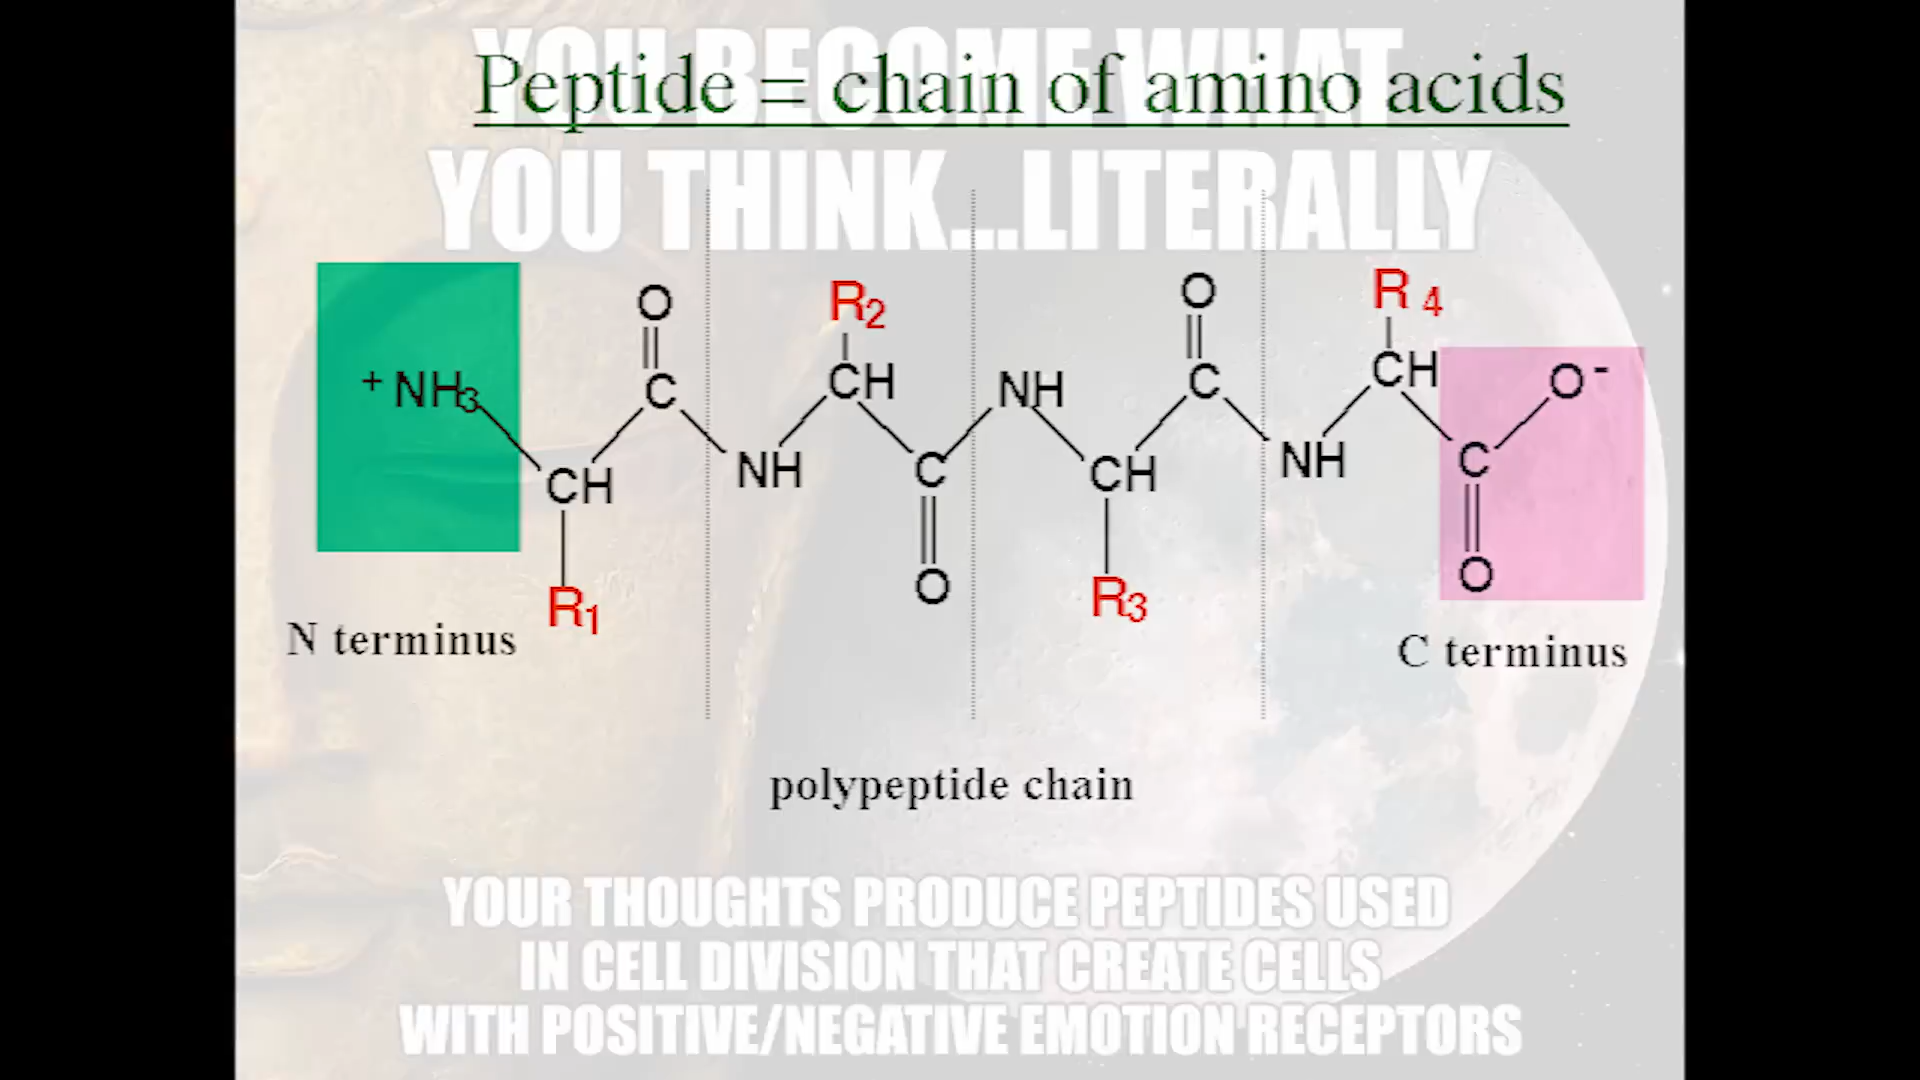 YOU BECOME WHAT
Peptide = chain of amino acids
YOU THINK...LITERALLY
O
R2
O
R 4
+ NH3
C
CH
NH
C
CH
O-
CH
NH
C
CH
NH
C
R1
O
R3
O
N terminus
C terminus
polypeptide chain
YOUR THOUGHTS PRODUCE PEPTIDES USED
IN CELL DIVISION THAT CREATE CELLS
WITH POSITIVE/NEGATIVE EMOTION RECEPTORS